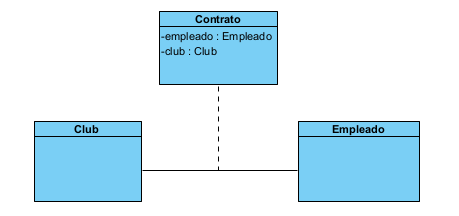 Contrato
-empleado : Empleado
-club : Club
Club
Empleado